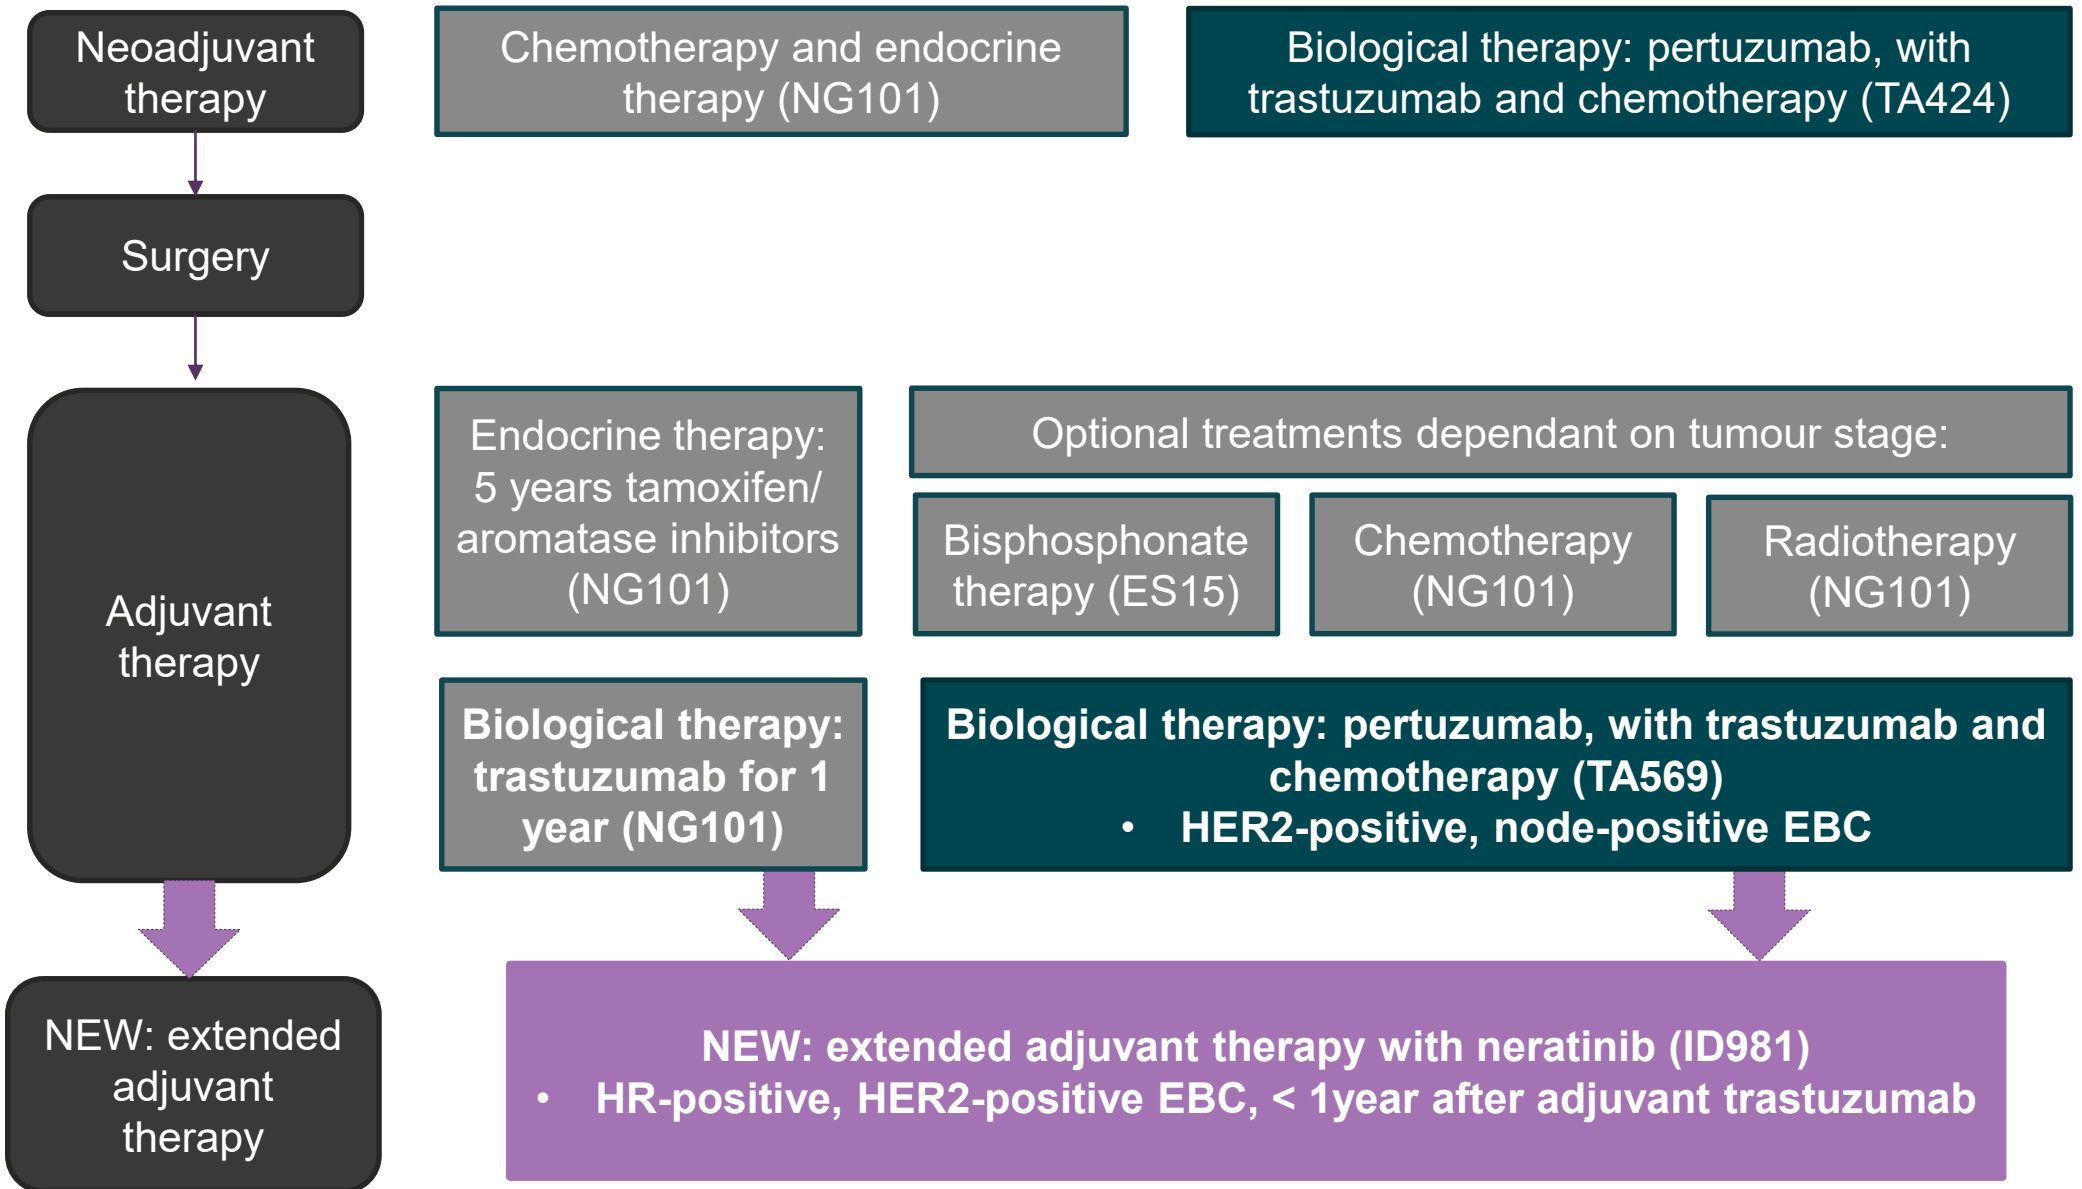 Neoadjuvant
therapy
Chemotherapy and endocrine
therapy (NG101)
Biological therapy: pertuzumab, with
trastuzumab and chemotherapy (TA424)
Surgery
Adjuvant
therapy
Endocrine therapy:
5 years tamoxifen/
aromatase inhibitors
(NG101)
Optional treatments dependant on tumour stage:
Bisphosphonate
therapy (ES15)
Chemotherapy
(NG101)
Radiotherapy
(NG101)
Biological therapy:
trastuzumab for 1
year (NG101)
Biological therapy: pertuzumab, with trastuzumab and
chemotherapy (TA569)
• HER2-positive, node-positive EBC
NEW: extended
adjuvant
therapy
NEW: extended adjuvant therapy with neratinib (ID981)
• HR-positive, HER2-positive EBC, < 1year after adjuvant trastuzumab